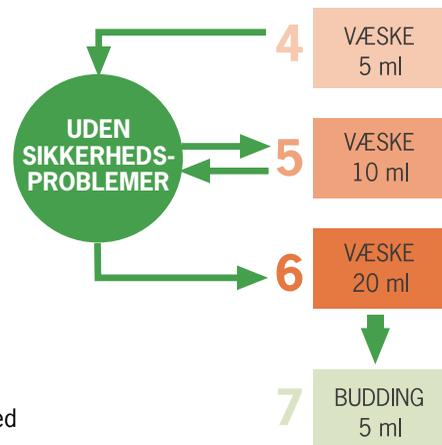 4
VÆSKE
5 ml
UDEN
SIKKERHEDS-
PROBLEMER
5
VÆSKE
10 ml
6
VÆSKE
20 ml
7
BUDDING
5 ml
ed